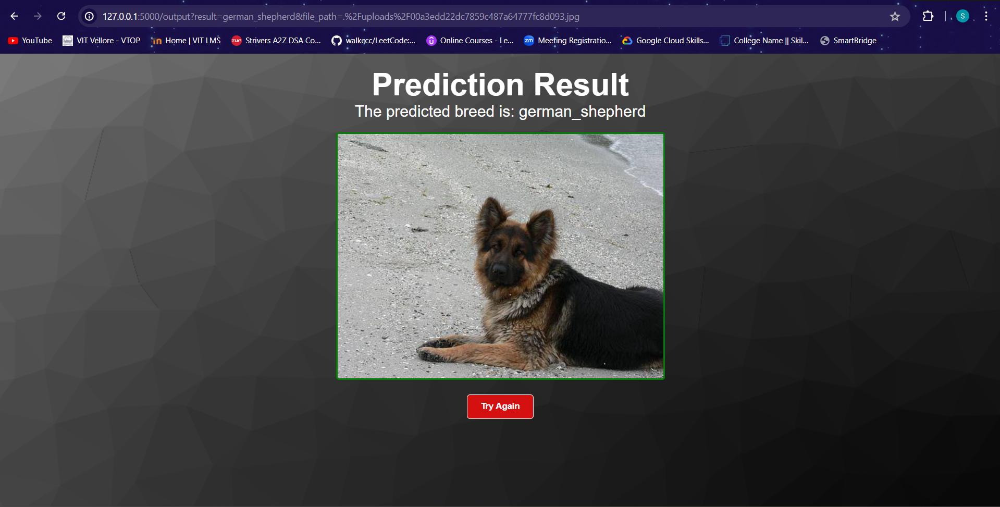 127.0.0.1:5000/output?result=german_shepherd&file_path=.%2Fuploads%2F00a3edd22dc7859c487a64777fc8d093.jpg
S
YouTube VIT Vellore - VTOP Home | VIT LMS TUF Strivers A2Z DSA Co... walkccc/LeetCode:... Online Courses - Le... zm Meeting Registratio... Google Cloud Skills... College Name || Skil... SmartBridge
Prediction Result
The predicted breed is: german_shepherd
Try Again